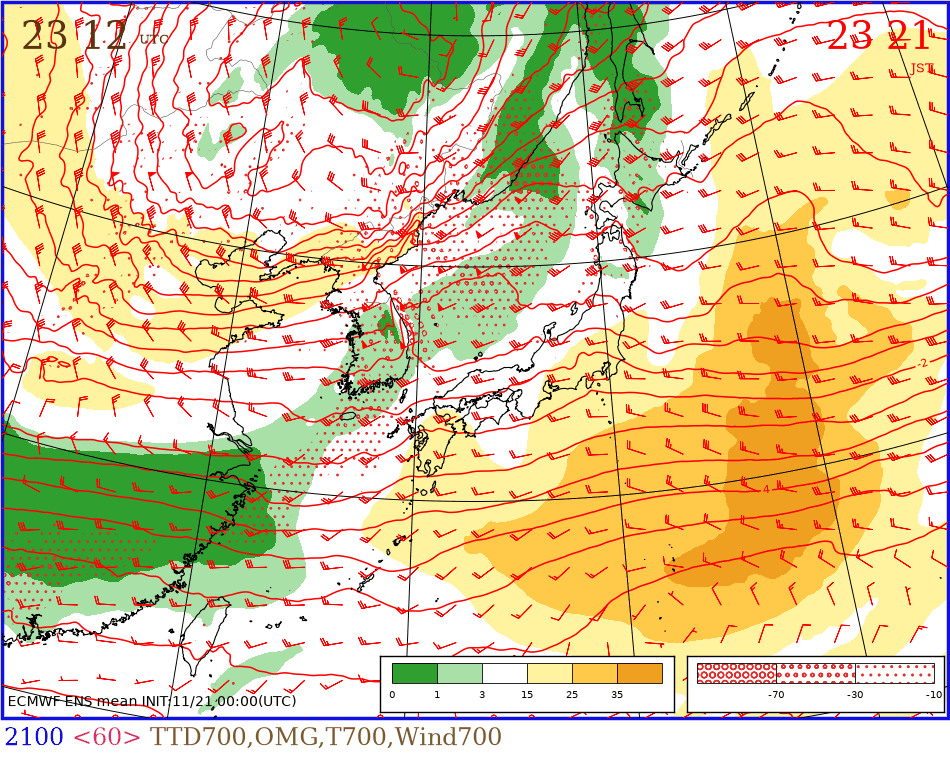 23 12 UTC
23 21 JST
-2
4
0 1 3 15 25 35
-70 -30 -10
ECMWF ENS mean INIT:11/21 00:00(UTC)
2100 <60> TTD700,OMG,T700,Wind700